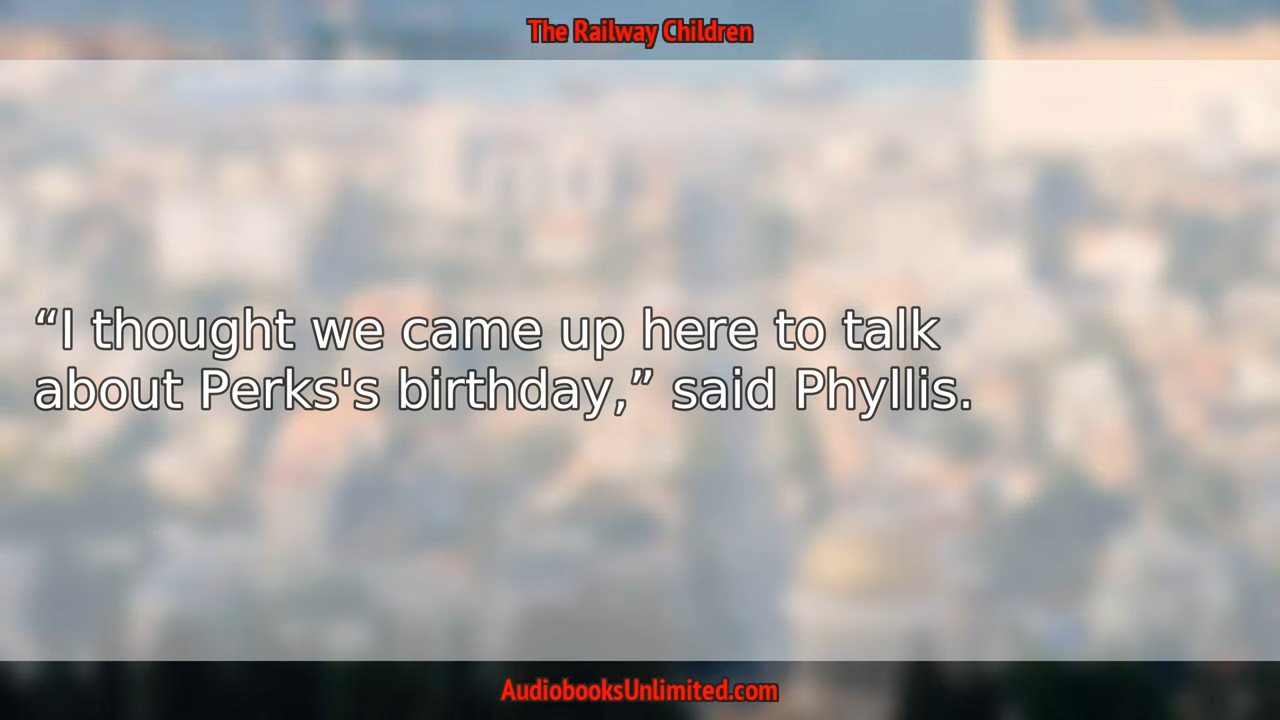 The Railway Children
“I thought we came up here to talk
about Perks's birthday,” said Phyllis.
AudiobooksUnlimited.com